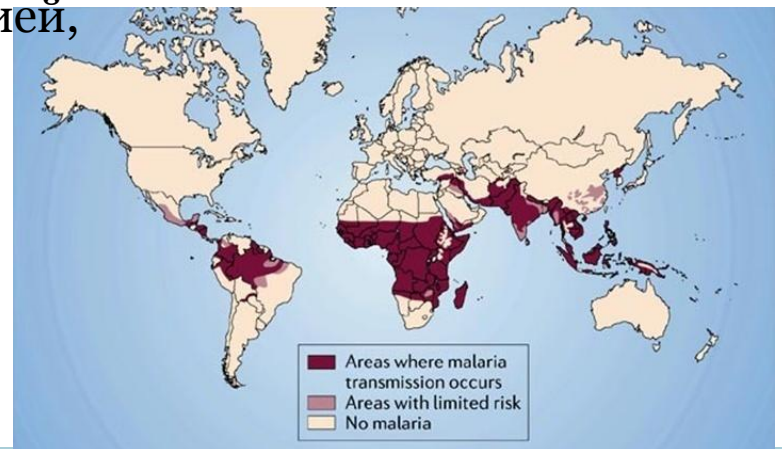 ией,
Areas where malaria
transmission occurs
Areas with limited risk
No malaria